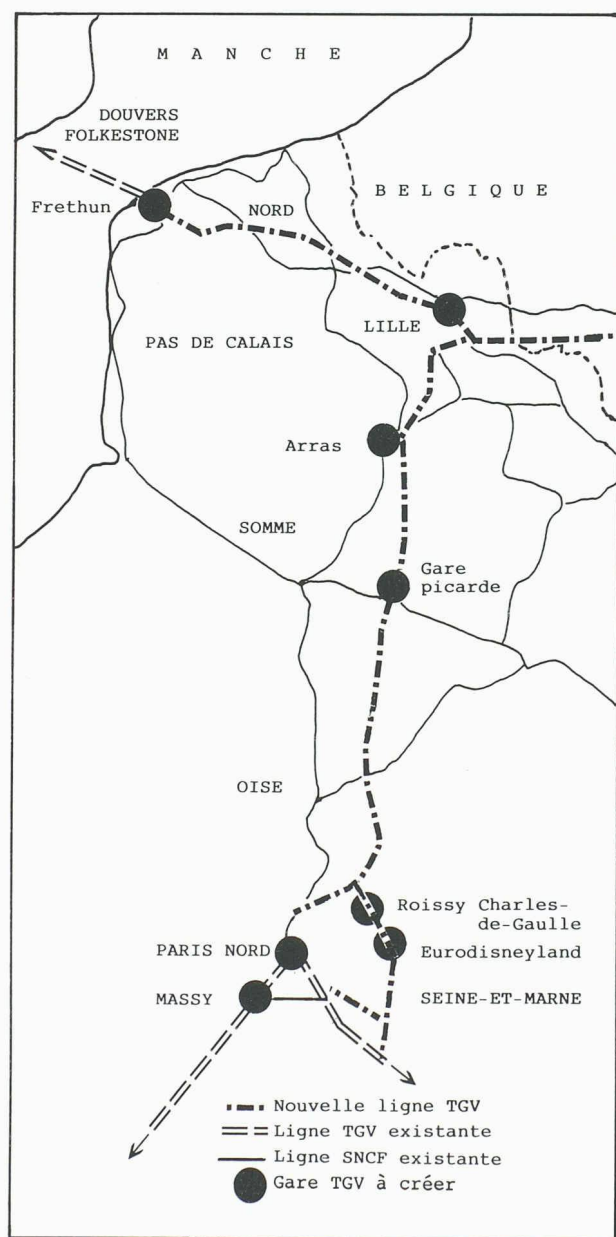 M A N C H E
DOUVERS
FOLKESTONE
B E L G I Q U E
Frethun
NORD
LILLE
PAS DE CALAIS
Arras
SOMME
Gare
picarde
OISE
Roissy Charles-
de-Gaulle
PARIS NORD
Eurodisneyland
MASSY
SEINE-ET-MARNE
Nouvelle ligne TGV
Ligne TGV existante
Ligne SNCF existante
Gare TGV à créer